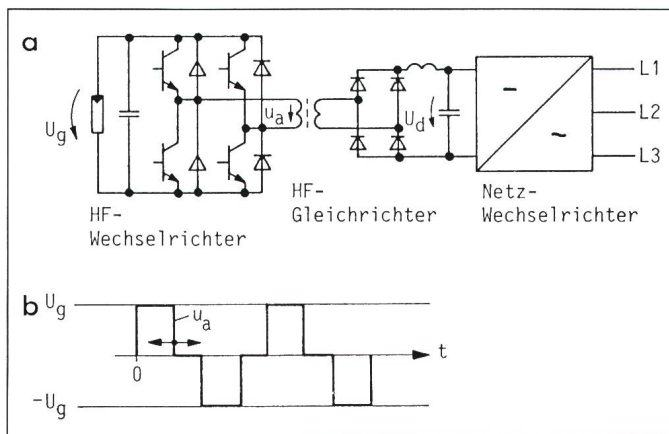 a
U_g
u_a
U_d
L1
L2
L3
–
~
HF-
Wechselrichter
HF-
Gleichrichter
Netz-
Wechselrichter
b
U_g
u_a
0
t
-U_g